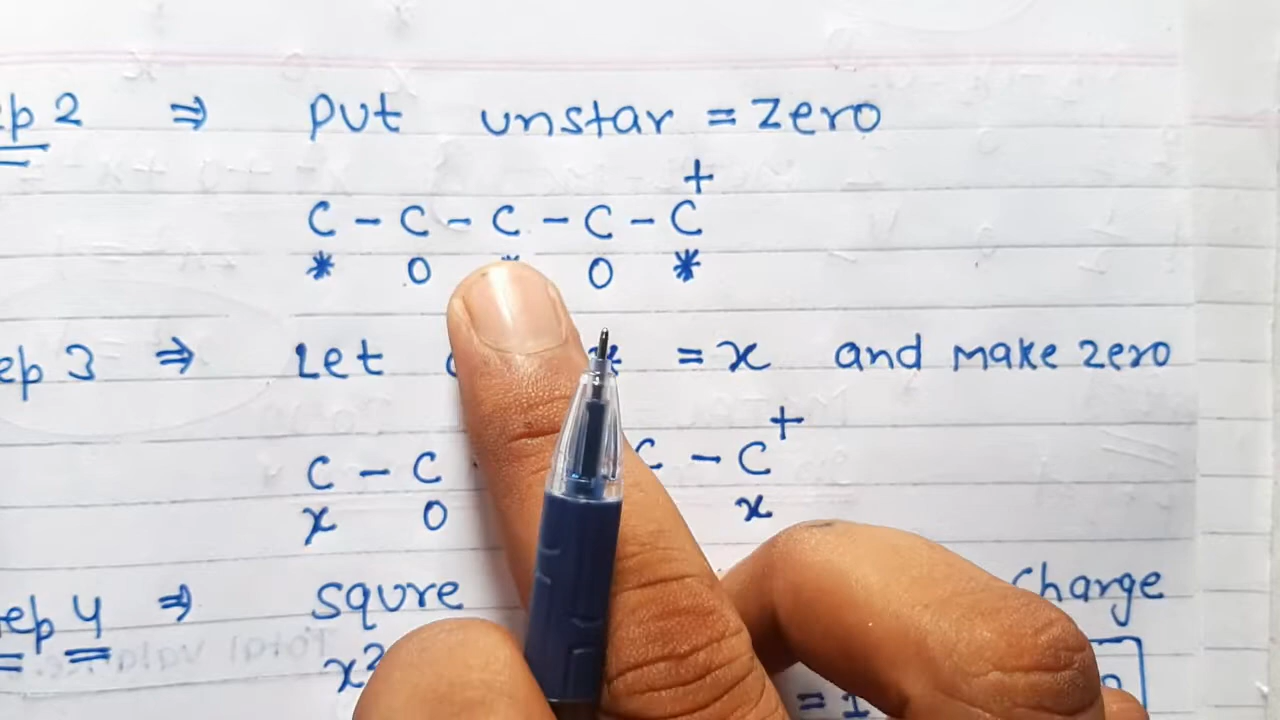 ep 2 ⇒ put unstar = zero
+
C - C - C - C - C
* 0 * 0 *
ep 3 ⇒ Let = x and make zero
+
C - C C - C
x 0 x
ep 4 ⇒ squre charge
x² = 1